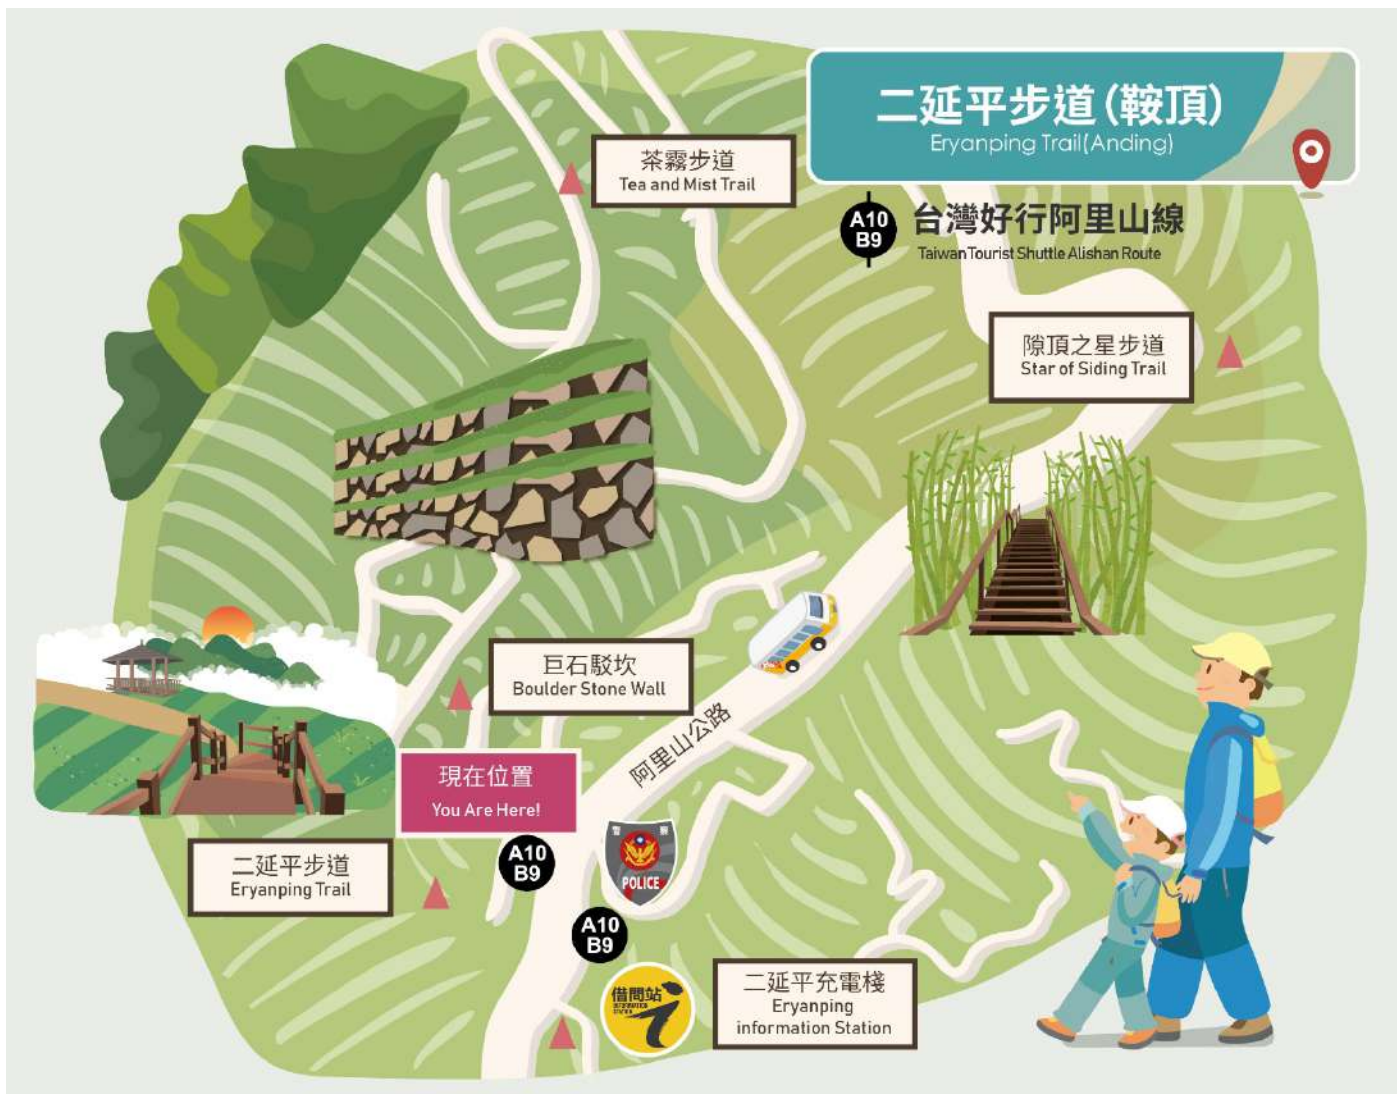 二延平步道(鞍頂)
Eryanping Trail(Anding)
茶霧步道
Tea and Mist Trail
A10
B9
台灣好行阿里山線
Taiwan Tourist Shuttle Alishan Route
隙頂之星步道
Star of Siding Trail
巨石駁坎
Boulder Stone Wall
阿里山公路
現在位置
You Are Here!
A10
B9
警 察
POLICE
二延平步道
Eryanping Trail
A10
B9
借問站
INFORMATION
STATION
二延平充電棧
Eryanping
information Station